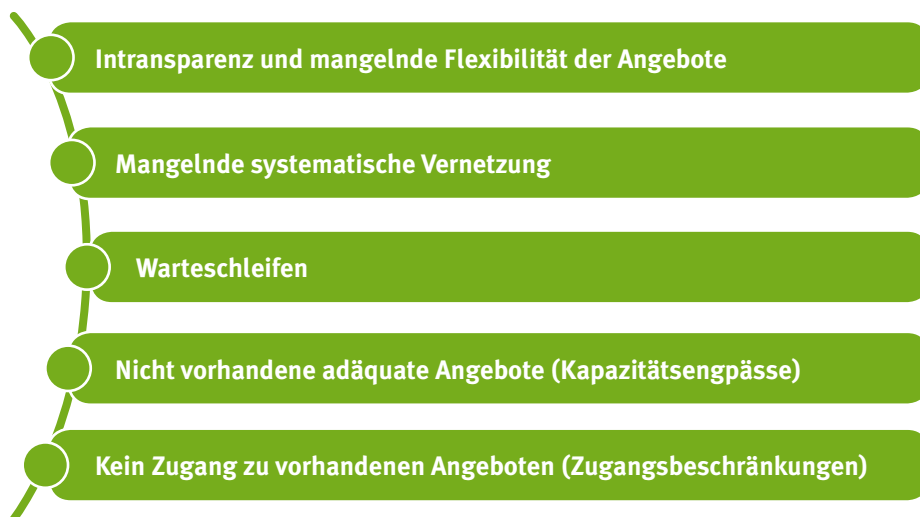 Intransparenz und mangelnde Flexibilität der Angebote
Mangelnde systematische Vernetzung
Warteschleifen
Nicht vorhandene adäquate Angebote (Kapazitätsengpässe)
Kein Zugang zu vorhandenen Angeboten (Zugangsbeschränkungen)